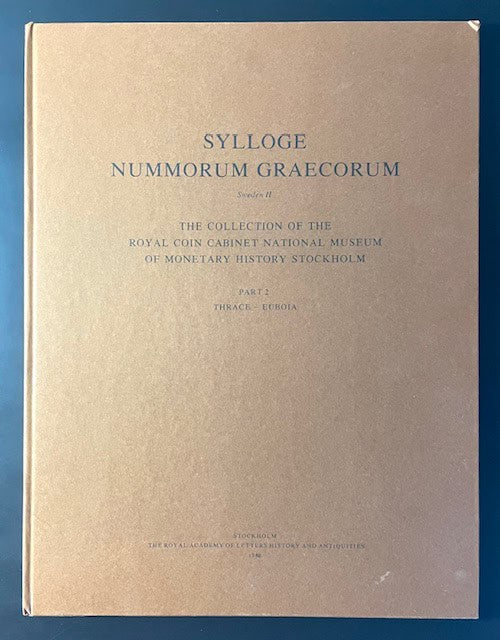 SYLLOGE
NUMMORUM GRAECORUM
Sweden II
THE COLLECTION OF THE
ROYAL COIN CABINET NATIONAL MUSEUM
OF MONETARY HISTORY STOCKHOLM
PART 2
THRACE – EUBOIA
STOCKHOLM
THE ROYAL ACADEMY OF LETTERS HISTORY AND ANTIQUITIES